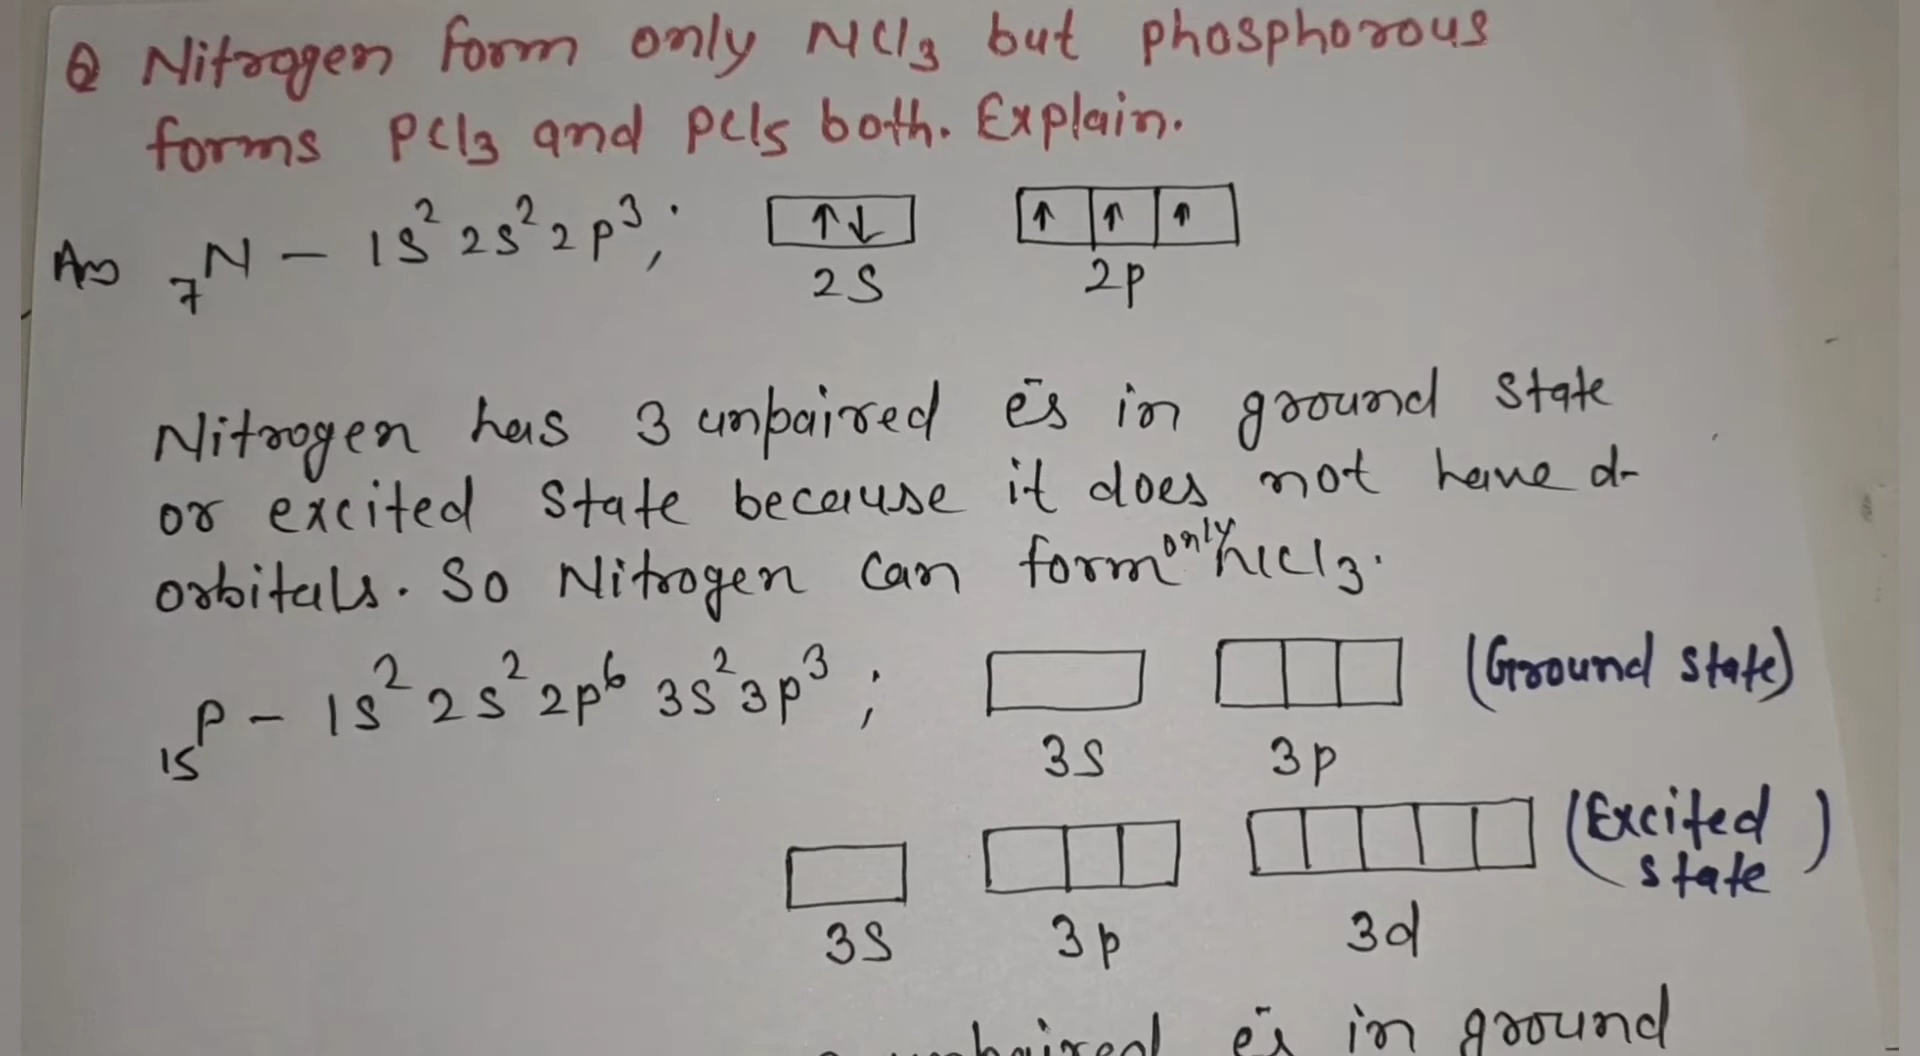 Q Nitrogen form only NCl3 but phosphorous
forms PCl3 and PCl5 both. Explain.
Ans 7N - 1s² 2s² 2p³; ↑↓ ↑ ↑ ↑
2s 2p
Nitrogen has 3 unpaired e⁻s in ground state
or excited state because it does not have d-
orbitals. So Nitrogen can form only NCl3.
15P - 1s² 2s² 2p⁶ 3s² 3p³ ; (Ground state)
3s 3p
(Excited state)
3s 3p 3d
unpaired e⁻s in ground